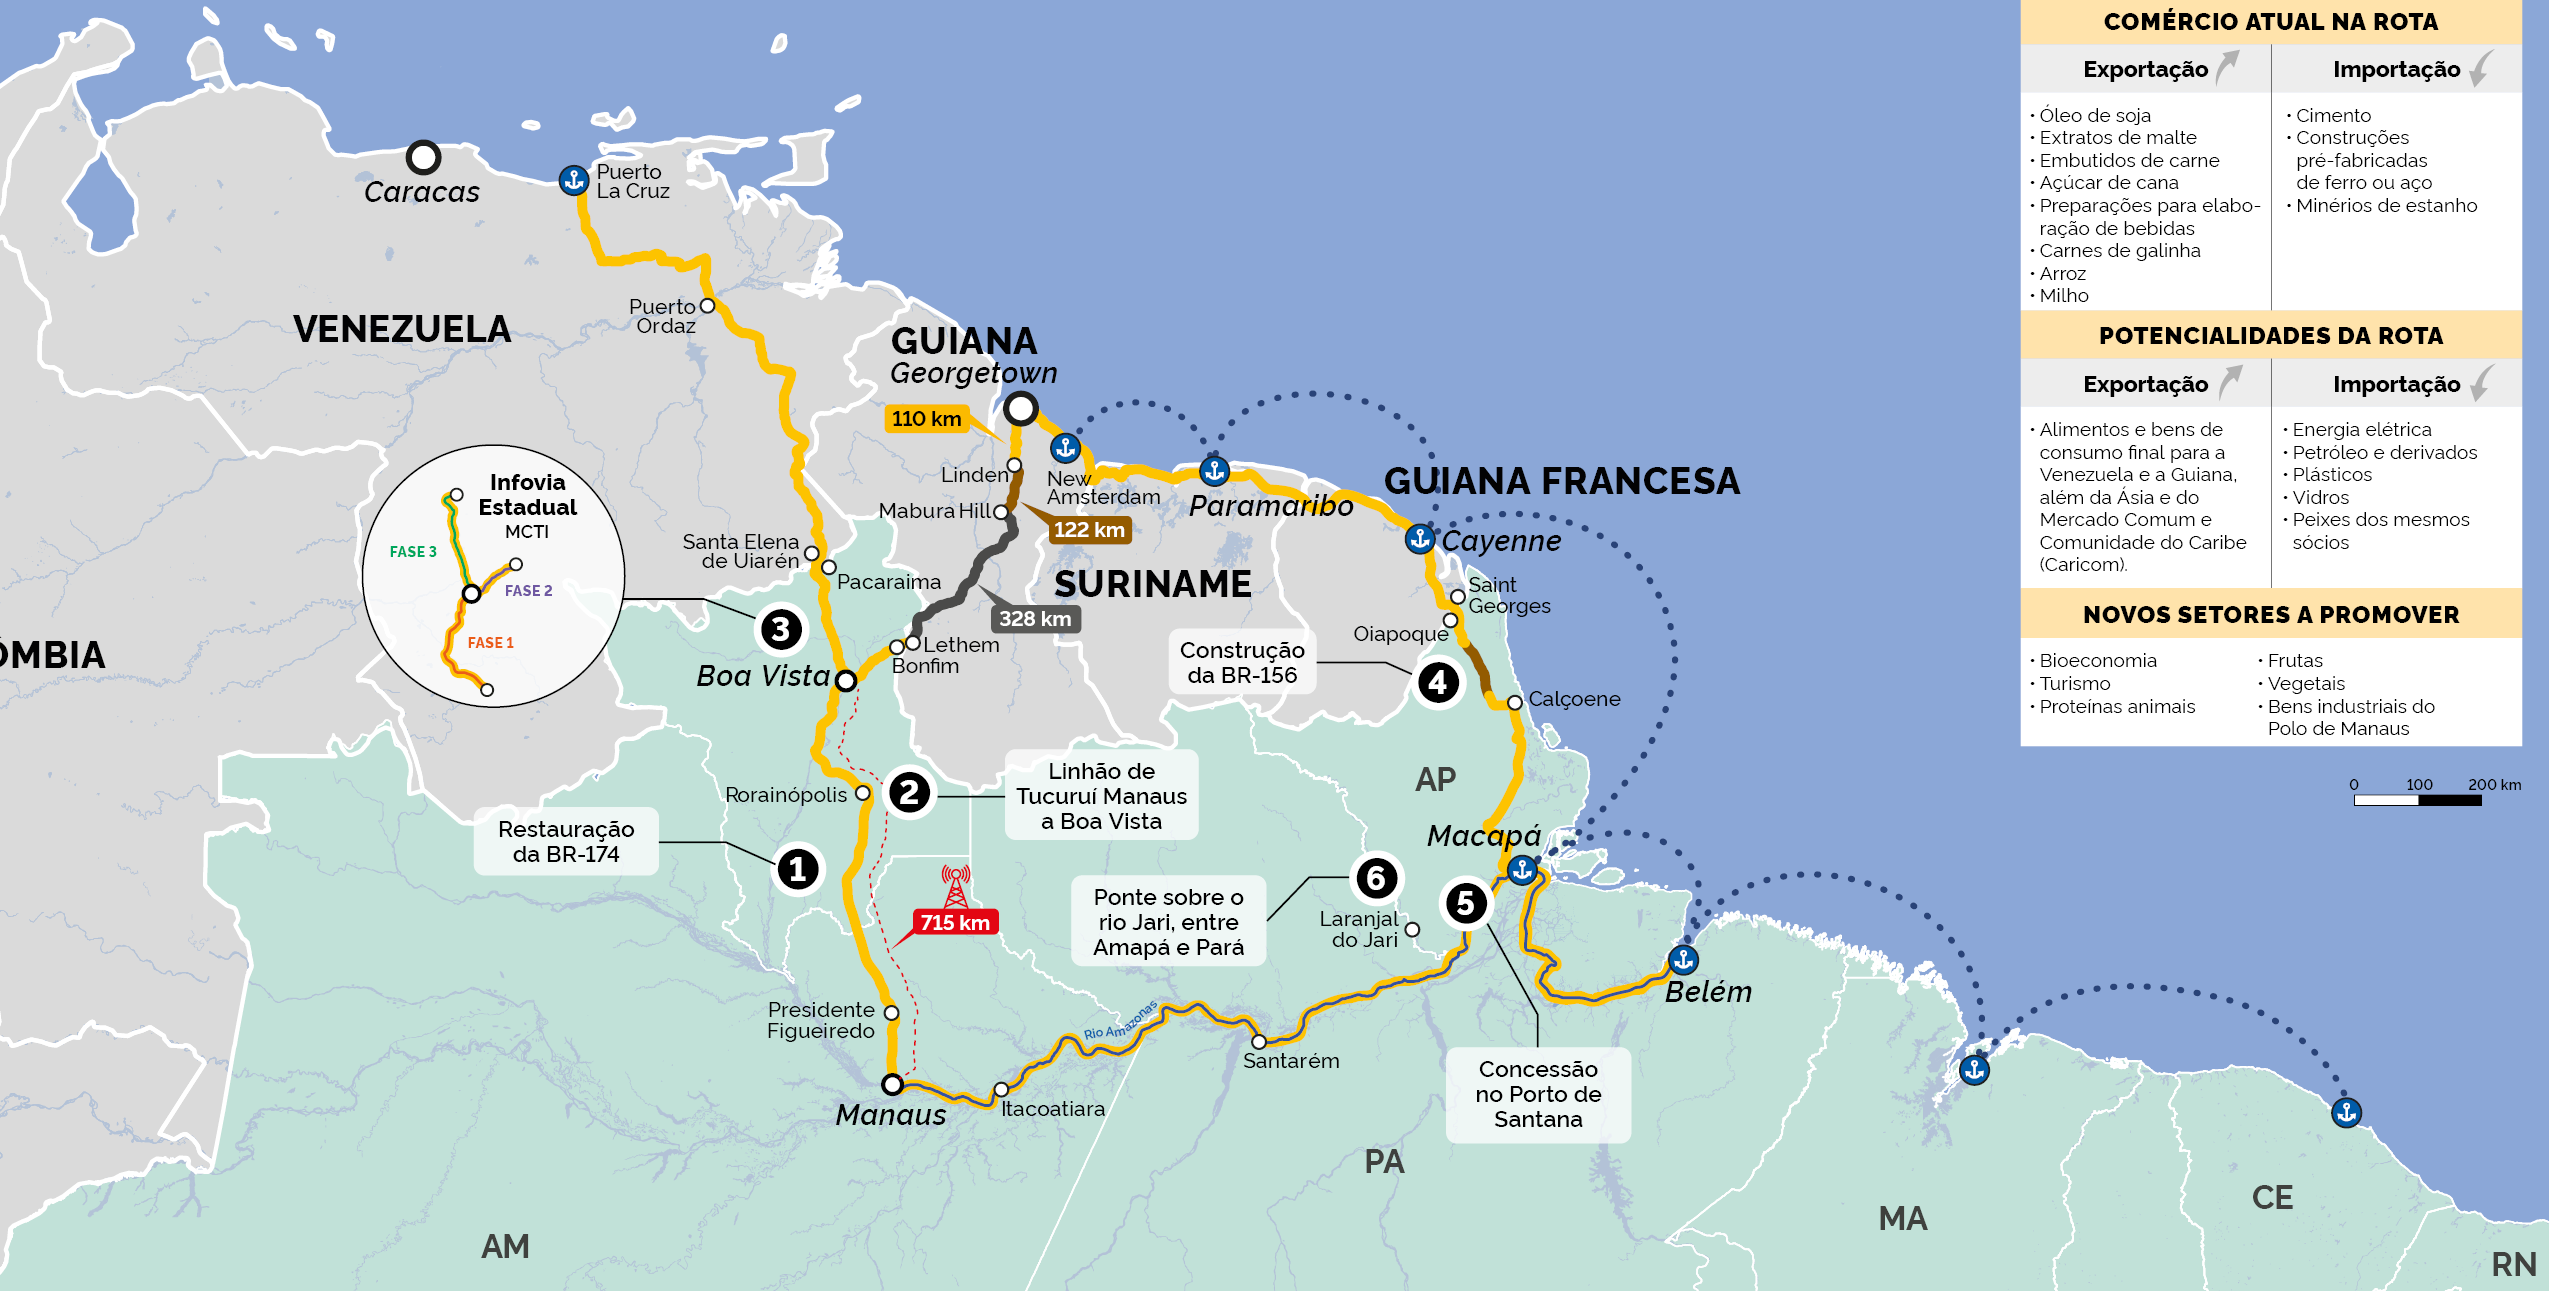 Caracas
Puerto
La Cruz
VENEZUELA
Puerto
Ordaz
GUIANA
Georgetown
110 km
Linden
New
Amsterdam
Mabura Hill
122 km
Paramaribo
GUIANA FRANCESA
Cayenne
Santa Elena
de Uiarén
Pacaraima
SURINAME
328 km
Saint
Georges
Oiapoque
Infovia
Estadual
MCTI
FASE 3
FASE 2
FASE 1
ÔMBIA
3
Lethem
Bonfim
Boa Vista
Construção
da BR-156
4
Calçoene
Rorainópolis
2
Linhão de
Tucuruí Manaus
a Boa Vista
AP
Macapá
Restauração
da BR-174
1
715 km
Ponte sobre o
rio Jari, entre
Amapá e Pará
6
Laranjal
do Jari
5
Belém
Presidente
Figueiredo
Rio Amazonas
Santarém
Manaus
Itacoatiara
Concessão
no Porto de
Santana
AM
PA
MA
CE
RN
COMÉRCIO ATUAL NA ROTA
Exportação
• Óleo de soja
• Extratos de malte
• Embutidos de carne
• Açúcar de cana
• Preparações para elabo-
ração de bebidas
• Carnes de galinha
• Arroz
• Milho
Importação
• Cimento
• Construções
pré-fabricadas
de ferro ou aço
• Minérios de estanho
POTENCIALIDADES DA ROTA
Exportação
• Alimentos e bens de
consumo final para a
Venezuela e a Guiana,
além da Ásia e do
Mercado Comum e
Comunidade do Caribe
(Caricom).
Importação
• Energia elétrica
• Petróleo e derivados
• Plásticos
• Vidros
• Peixes dos mesmos
sócios
NOVOS SETORES A PROMOVER
• Bioeconomia
• Turismo
• Proteínas animais
• Frutas
• Vegetais
• Bens industriais do
Polo de Manaus
0 100 200 km